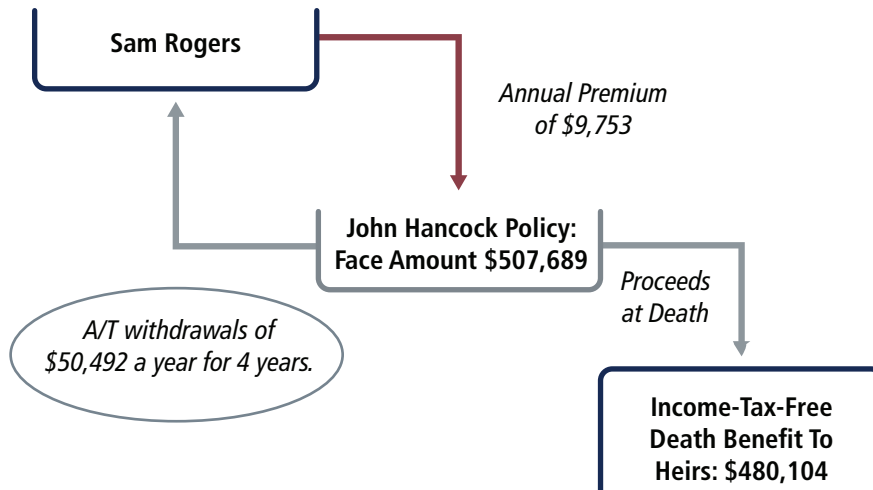 Sam Rogers
Annual Premium
of $9,753
John Hancock Policy:
Face Amount $507,689
Proceeds
at Death
A/T withdrawals of
$50,492 a year for 4 years.
Income-Tax-Free
Death Benefit To
Heirs: $480,104